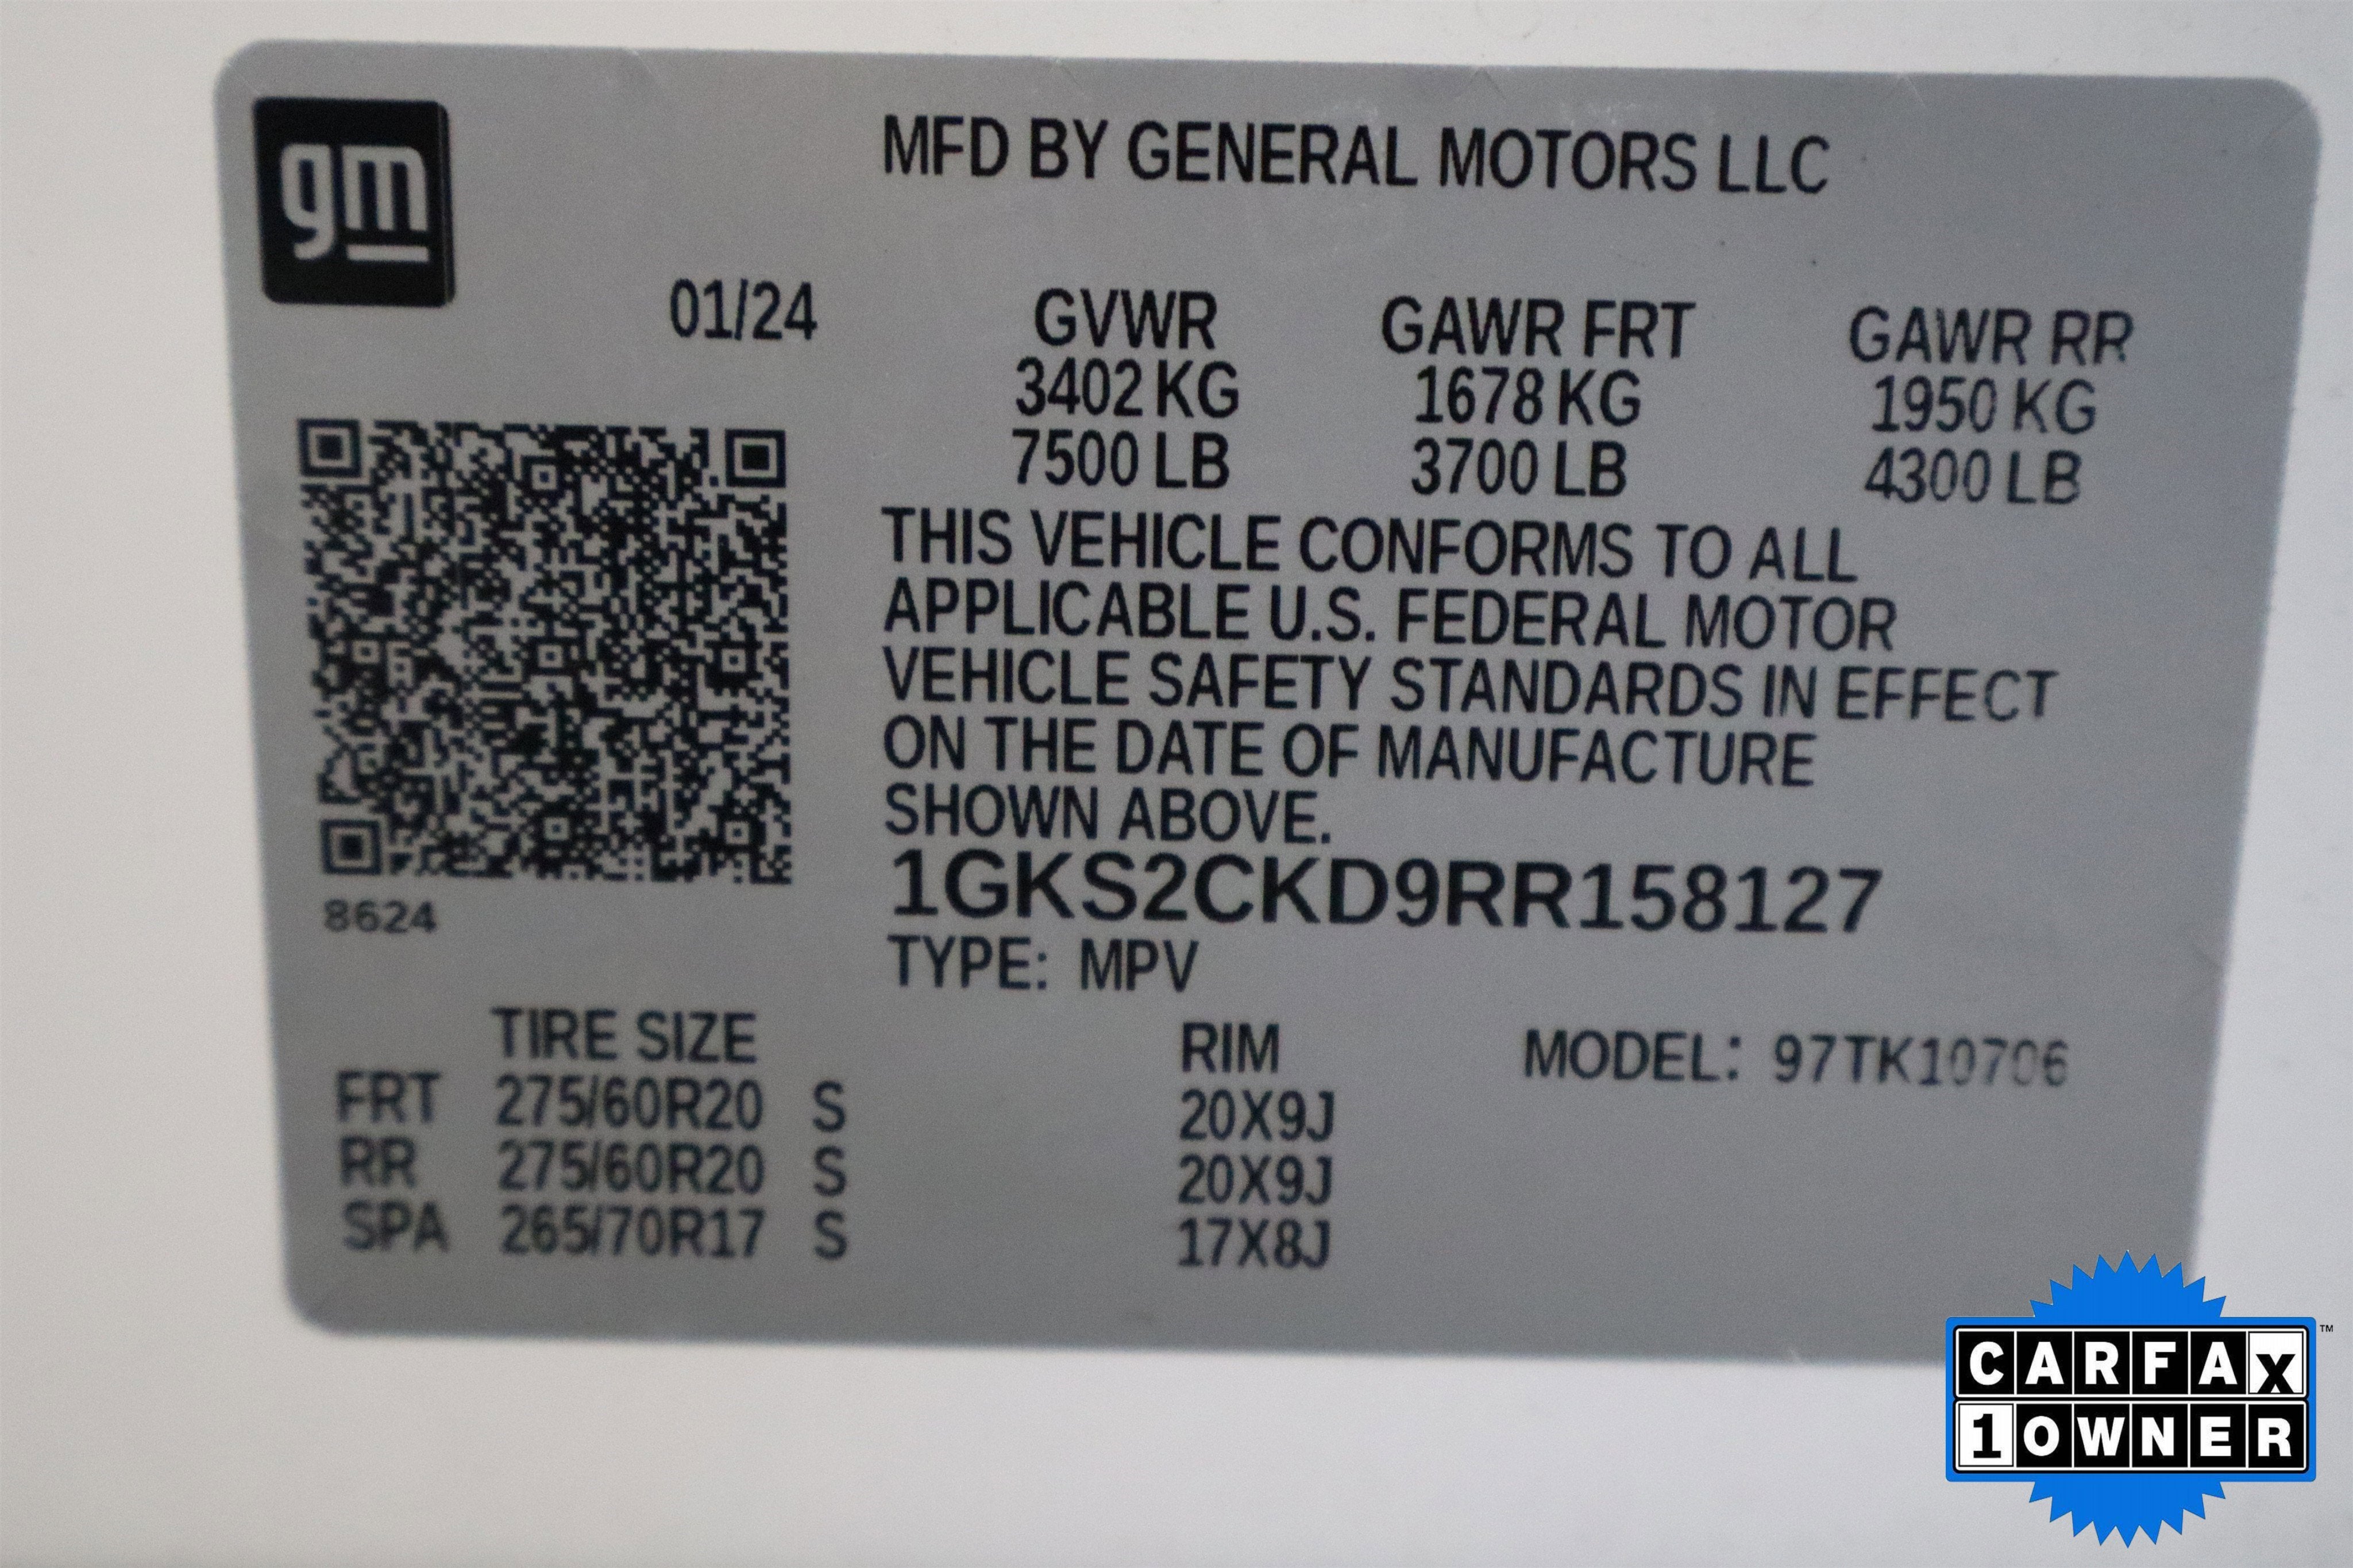 gm
MFD BY GENERAL MOTORS LLC
01/24 GVWR GAWR FRT GAWR RR
3402 KG 1678 KG 1950 KG
7500 LB 3700 LB 4300 LB
THIS VEHICLE CONFORMS TO ALL
APPLICABLE U.S. FEDERAL MOTOR
VEHICLE SAFETY STANDARDS IN EFFECT
ON THE DATE OF MANUFACTURE
SHOWN ABOVE.
1GKS2CKD9RR158127
8624
TYPE: MPV
TIRE SIZE RIM MODEL: 97TK10706
FRT 275/60R20 S 20X9J
RR 275/60R20 S 20X9J
SPA 265/70R17 S 17X8J
CARFAX TM
1 OWNER